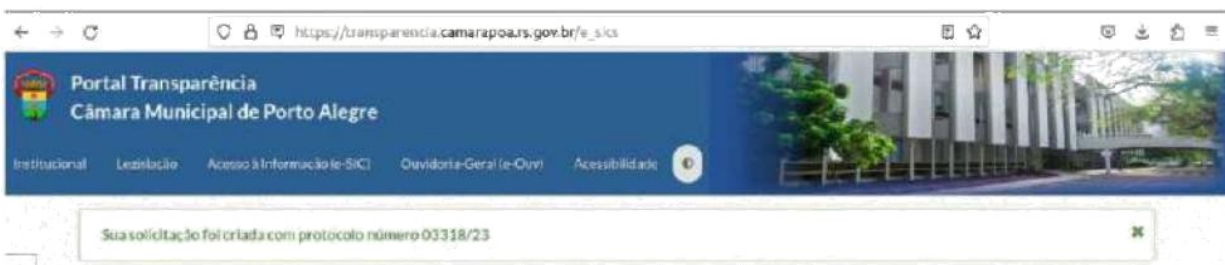 https://transparencia.camarapoa.rs.gov.br/e_sics
Portal Transparência
Câmara Municipal de Porto Alegre
Institucional Legislação Acesso à Informação (e-SIC) Ouvidoria-Geral (e-Ouv) Acessibilidade
Sua solicitação foi criada com protocolo número 03318/23